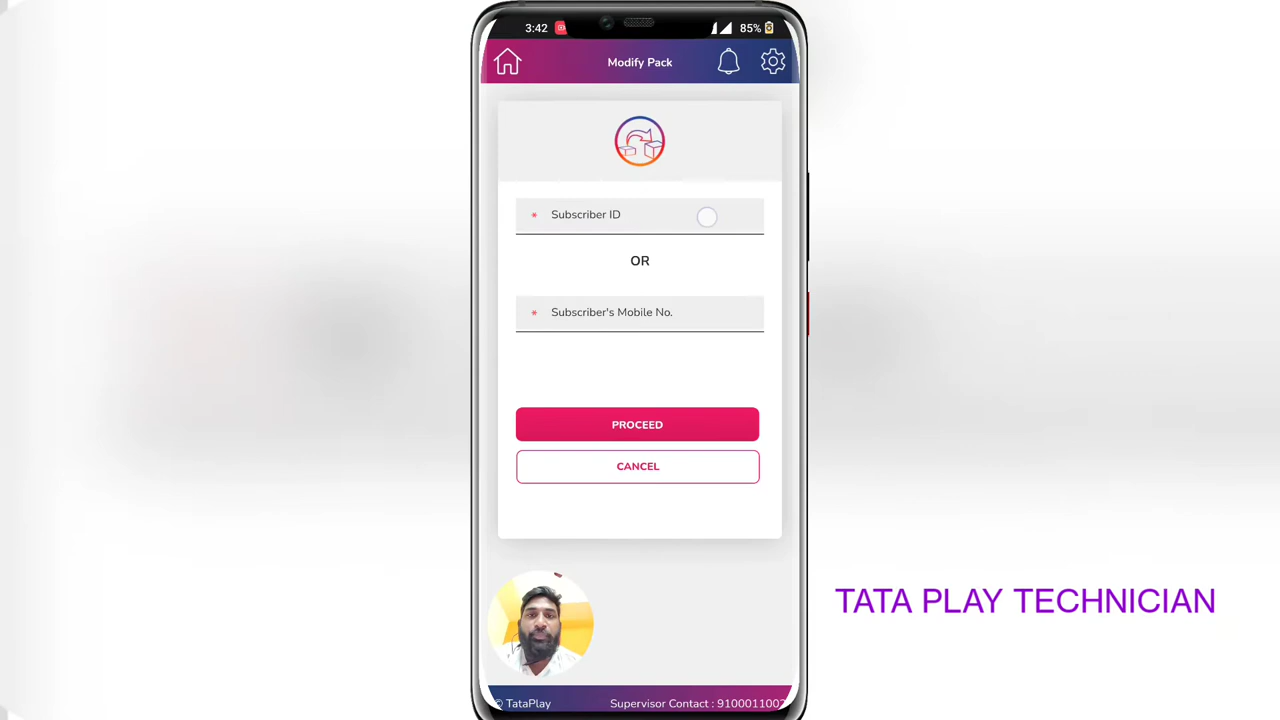 3:42
85%
Modify Pack
* Subscriber ID
OR
* Subscriber's Mobile No.
PROCEED
CANCEL
TATA PLAY TECHNICIAN
© TataPlay
Supervisor Contact : 9100011002